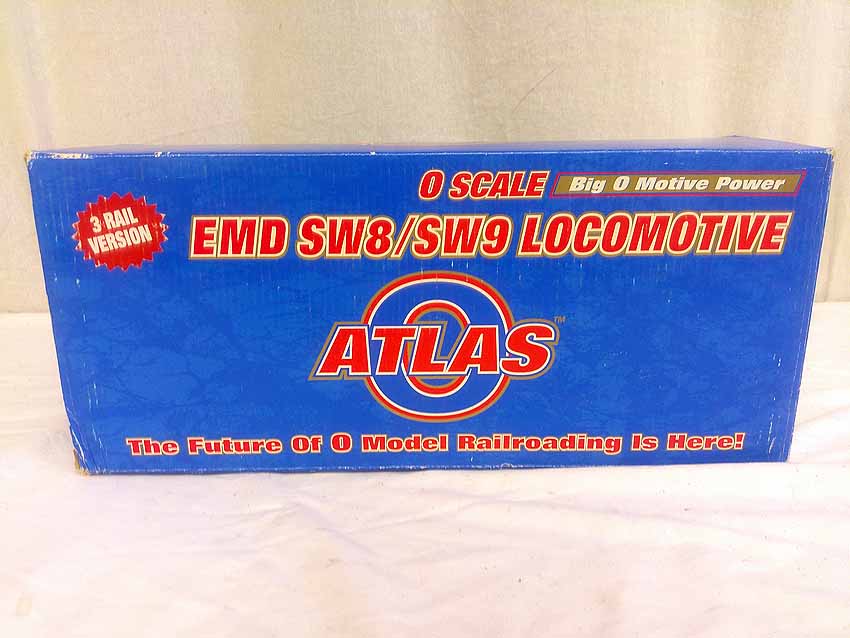 O SCALE Big O Motive Power
3 RAIL
VERSION
EMD SW8/SW9 LOCOMOTIVE
ATLAS O ™
The Future Of O Model Railroading Is Here!